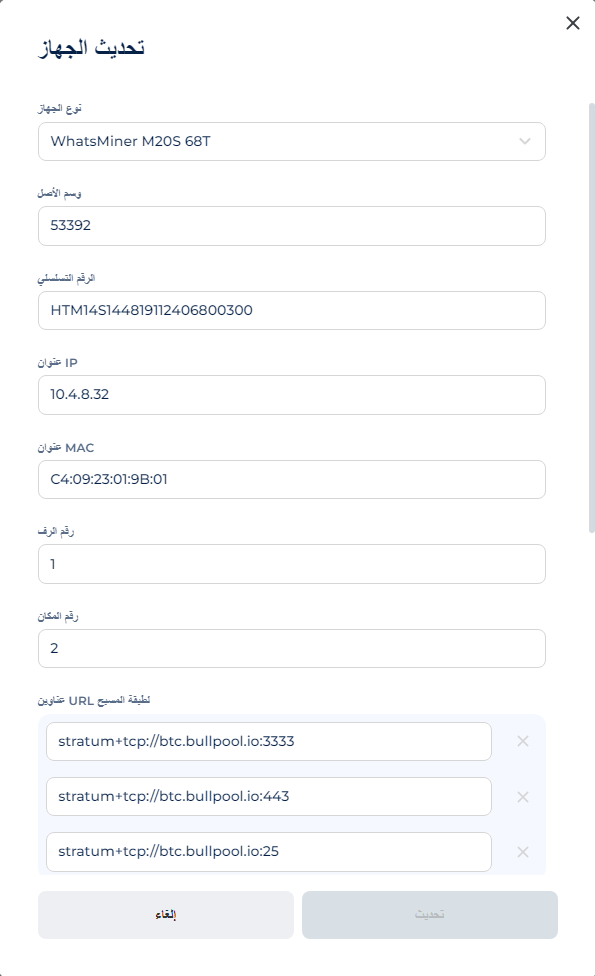 تحديث الجهاز
نوع الجهاز
WhatsMiner M20S 68T
وسم الأصل
53392
الرقم التسلسلي
HTM14S144819112406800300
عنوان IP
10.4.8.32
عنوان MAC
C4:09:23:01:9B:01
رقم الرف
1
رقم المكان
2
عناوين URL لطبقة المسبح
stratum+tcp://btc.bullpool.io:3333
stratum+tcp://btc.bullpool.io:443
stratum+tcp://btc.bullpool.io:25
إلغاء
تحديث